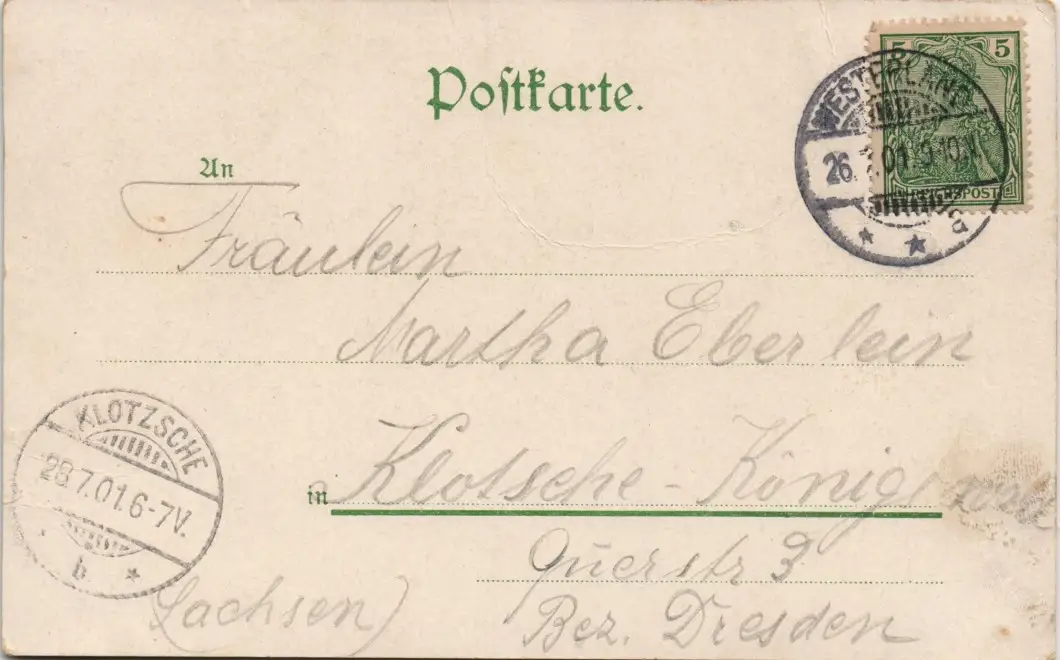 Postkarte.
5 5
WESTERLAND
26. 7. 01. 9-10.V.
b
An
Fräulein
Martha Eberlein
KLOTZSCHE
28.7.01.6-7V.
b
in Klotsche-Königswald
Querstr 3
(Sachsen) Bez. Dresden